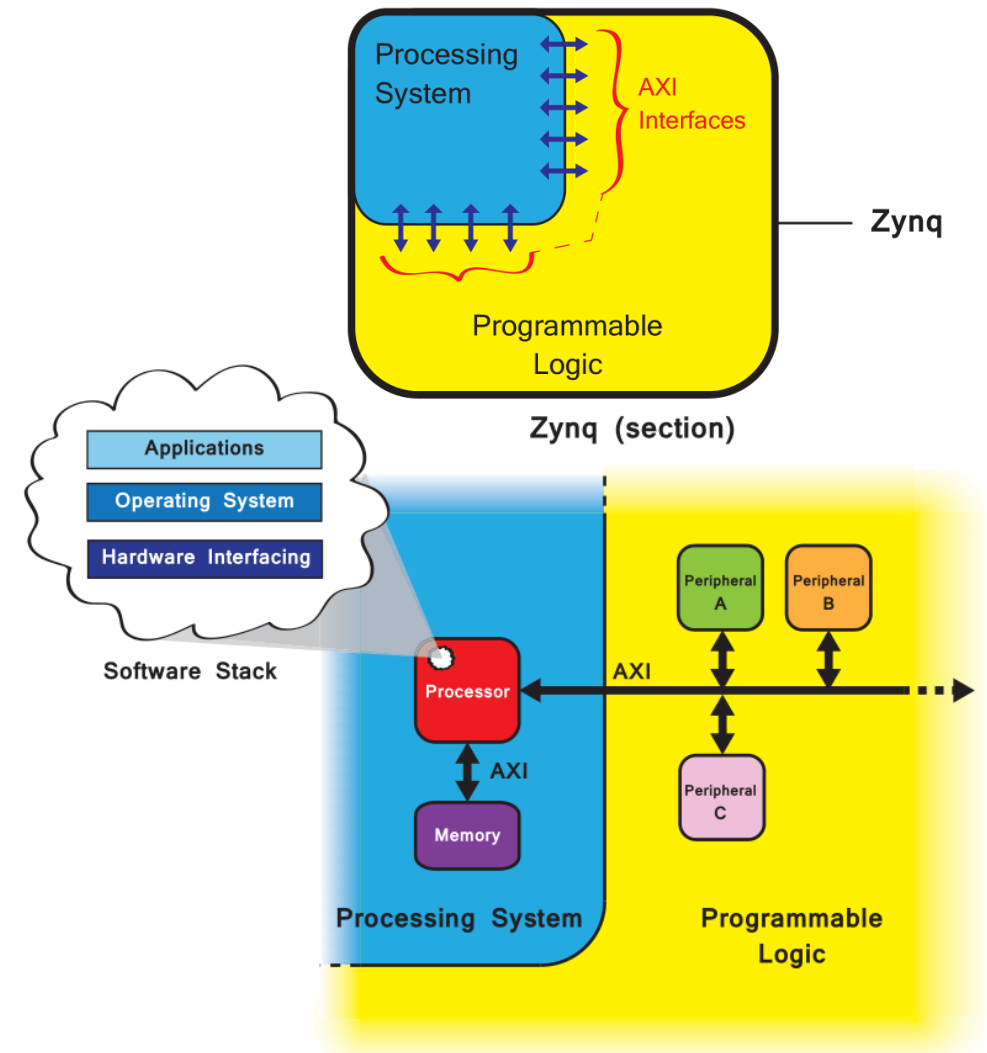 Processing
System
AXI
Interfaces
Zynq
Programmable
Logic
Zynq (section)
Applications
Operating System
Hardware Interfacing
Software Stack
Peripheral
A
Peripheral
B
Processor
AXI
AXI
Memory
Peripheral
C
Processing System
Programmable
Logic